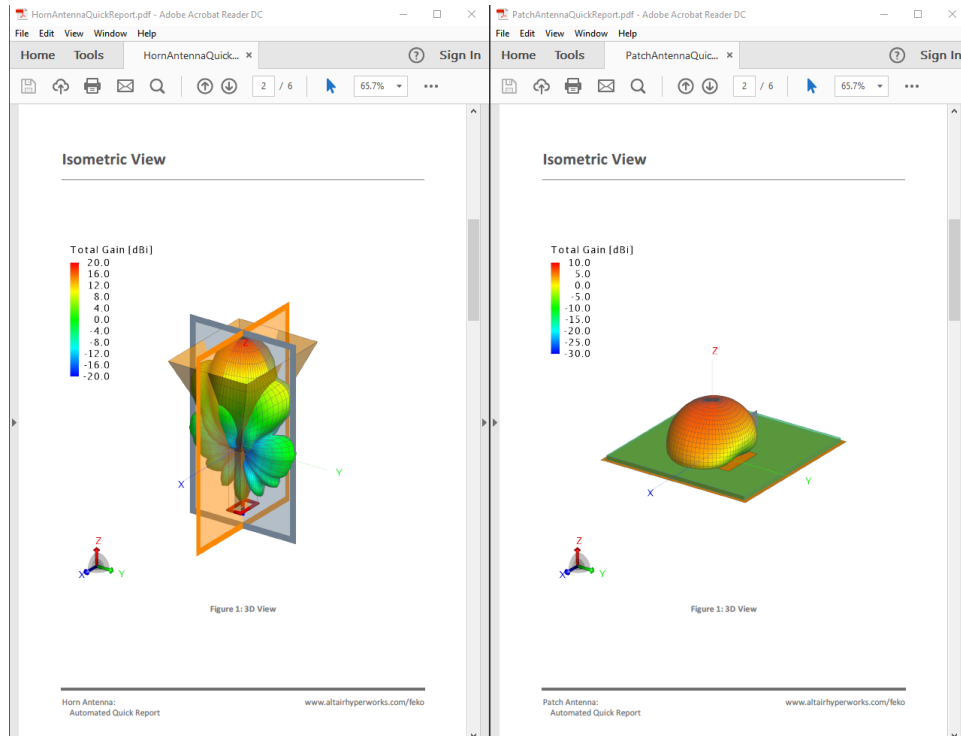 HornAntennaQuickReport.pdf - Adobe Acrobat Reader DC
File Edit View Window Help
Home Tools HornAntennaQuick... × ? Sign In
2 / 6 65.7%
Isometric View
Total Gain [dBi]
20.0
16.0
12.0
8.0
4.0
0.0
-4.0
-8.0
-12.0
-16.0
-20.0
Z
X
Y
Z
X
Y
Figure 1: 3D View
Horn Antenna: www.altairhyperworks.com/feko
Automated Quick Report
PatchAntennaQuickReport.pdf - Adobe Acrobat Reader DC
File Edit View Window Help
Home Tools PatchAntennaQuic... × ? Sign In
2 / 6 65.7%
Isometric View
Total Gain [dBi]
10.0
5.0
0.0
-5.0
-10.0
-15.0
-20.0
-25.0
-30.0
Z
X
Y
Z
X
Y
Figure 1: 3D View
Patch Antenna: www.altairhyperworks.com/feko
Automated Quick Report